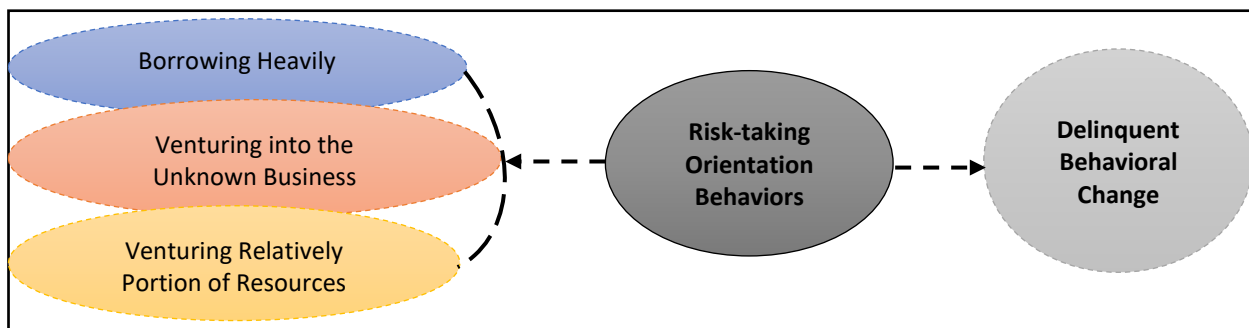 Borrowing Heavily
Venturing into the
Unknown Business
Venturing Relatively
Portion of Resources
Risk-taking
Orientation
Behaviors
Delinquent
Behavioral
Change